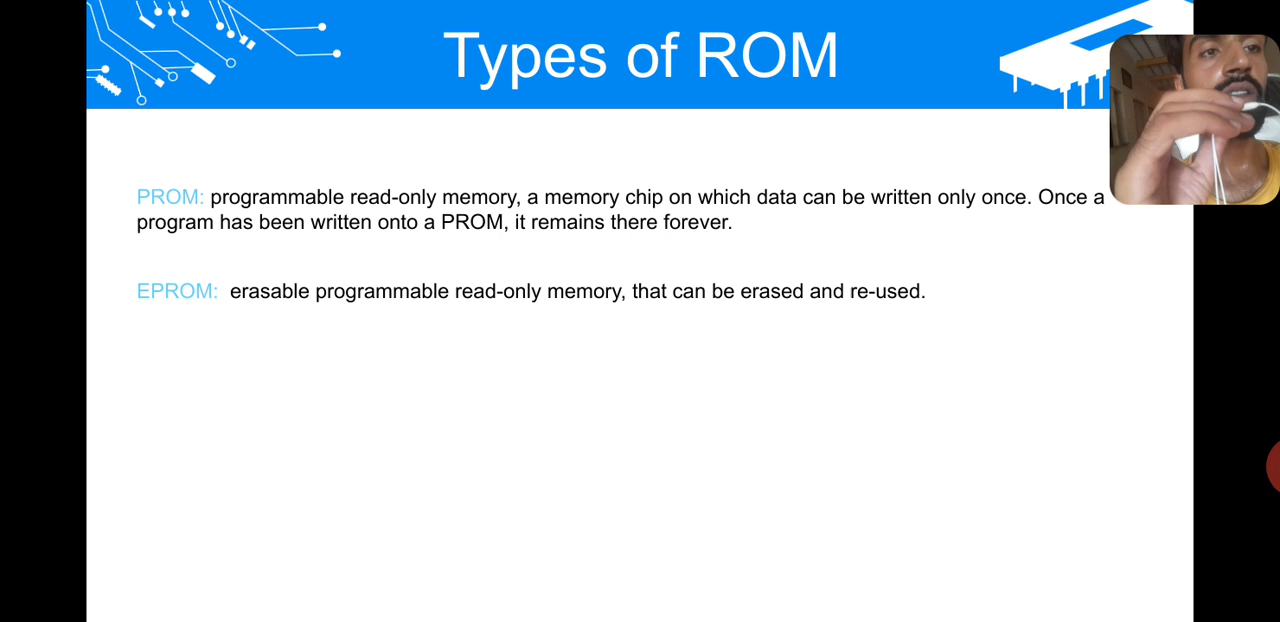 Types of ROM
PROM: programmable read-only memory, a memory chip on which data can be written only once. Once a
program has been written onto a PROM, it remains there forever.
EPROM:  erasable programmable read-only memory, that can be erased and re-used.